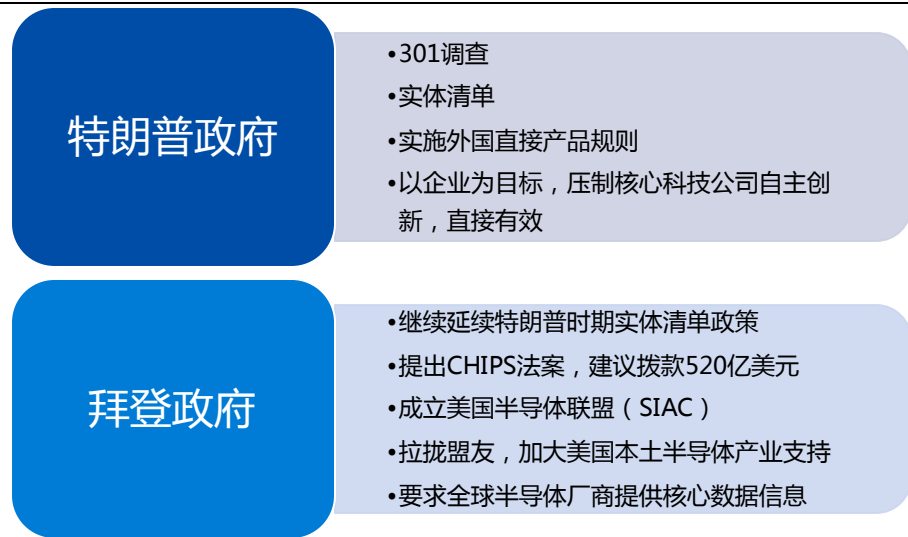 特朗普政府
•301调查
•实体清单
•实施外国直接产品规则
•以企业为目标，压制核心科技公司自主创
新，直接有效
拜登政府
•继续延续特朗普时期实体清单政策
•提出CHIPS法案，建议拨款520亿美元
•成立美国半导体联盟（SIAC）
•拉拢盟友，加大美国本土半导体产业支持
•要求全球半导体厂商提供核心数据信息